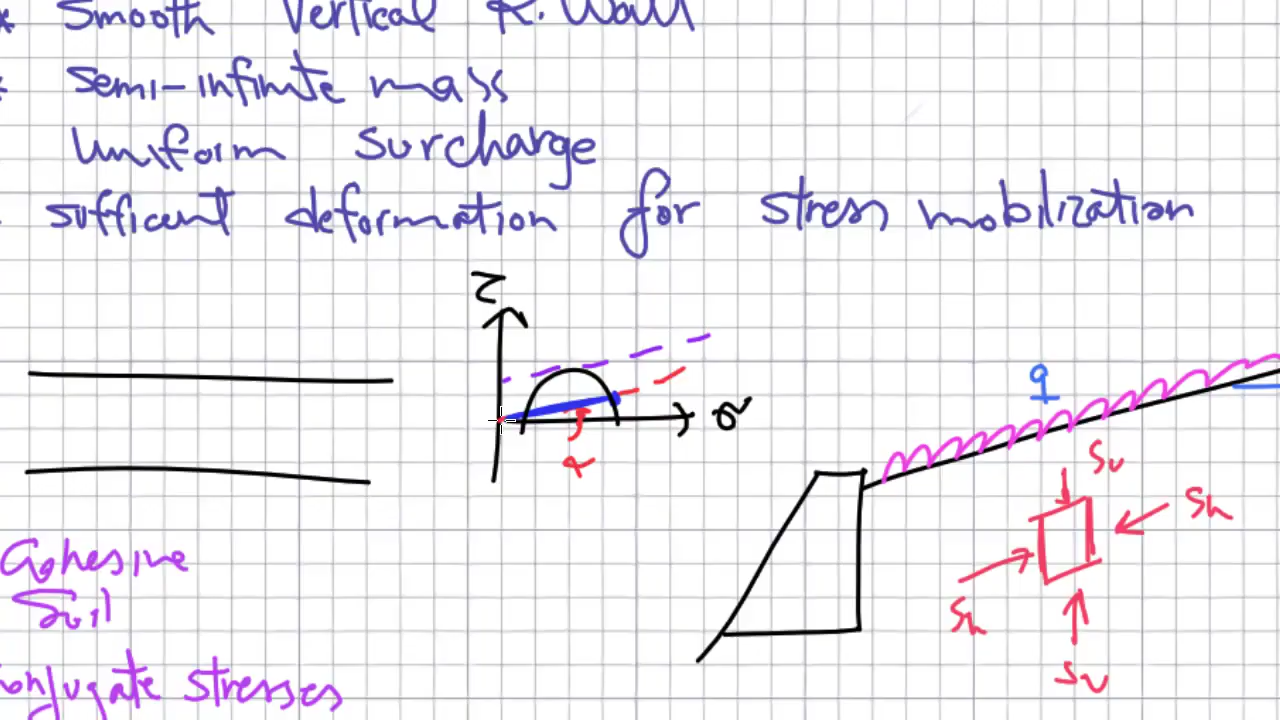 * Smooth Vertical R. Wall
* Semi-infinite mass
Uniform Surcharge
sufficent deformation for stress mobilization
τ
σ
α
q
Sv
Sh
Sh
Sv
Cohesive
Soil
onjugate stresses